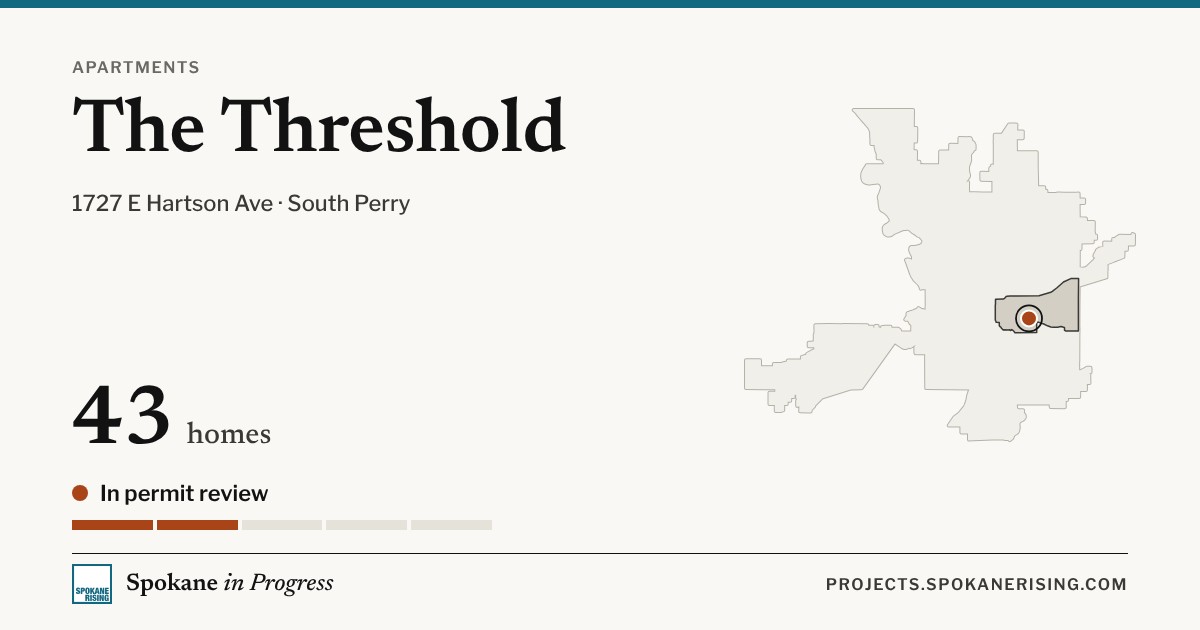 APARTMENTS
The Threshold
1727 E Hartson Ave · South Perry
43 homes
In permit review
SPOKANE
RISING
Spokane in Progress
PROJECTS.SPOKANERISING.COM